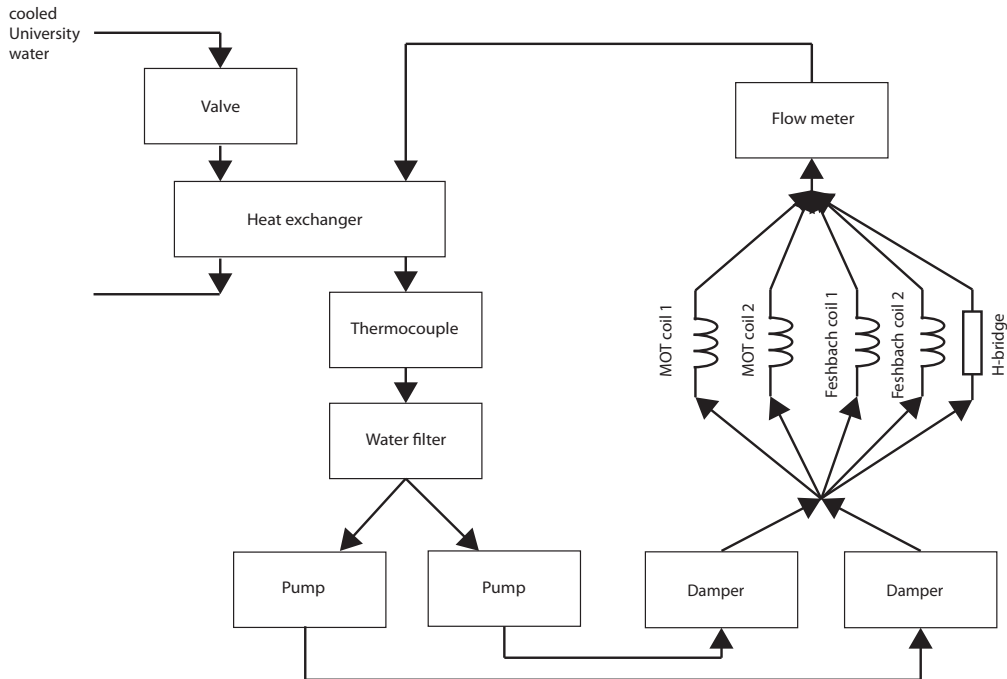 cooled
University
water
Valve
Flow meter
Heat exchanger
Thermocouple
MOT coil 1
MOT coil 2
Feshbach coil 1
Feshbach coil 2
H-bridge
Water filter
Pump
Pump
Damper
Damper